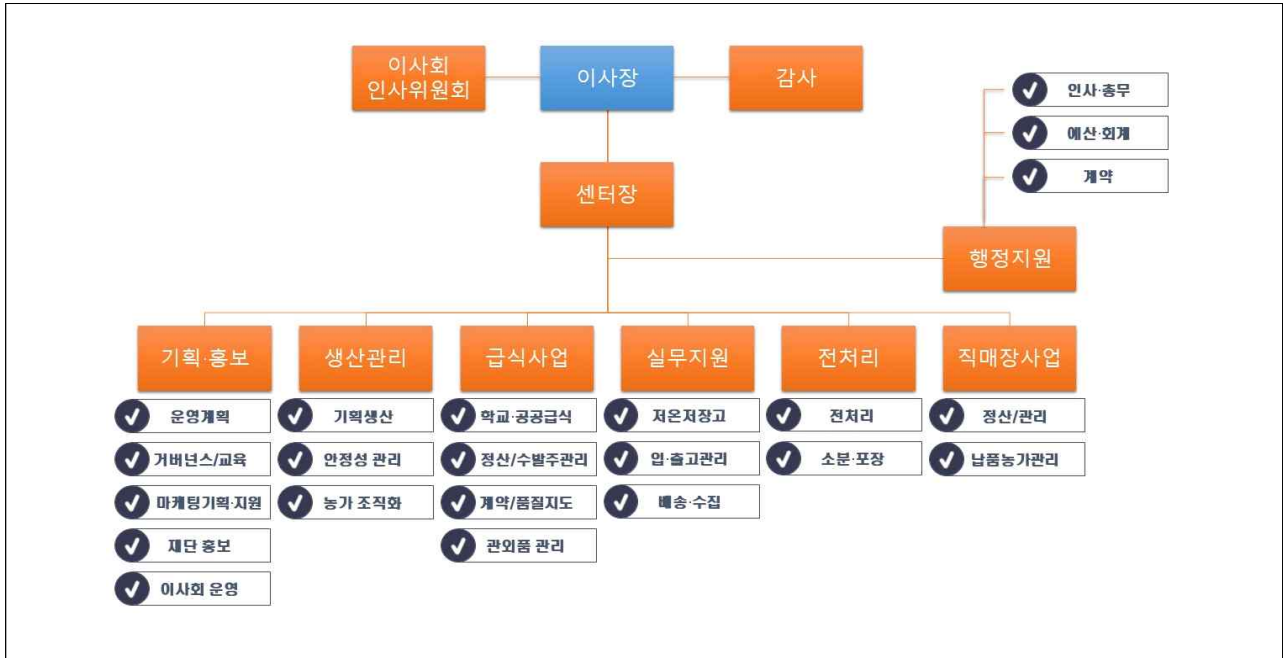 이사회
인사위원회
이사장
감사
인사·총무
예산·회계
계약
센터장
행정지원
기획·홍보
운영계획
거버넌스/교육
마케팅기획·지원
재단 홍보
이사회 운영
생산관리
기획생산
안정성 관리
농가 조직화
급식사업
학교·공공급식
정산/수발주관리
계약/품질지도
관외품 관리
실무지원
저온저장고
입·출고관리
배송·수집
전처리
전처리
소분·포장
직매장사업
정산/관리
납품농가관리